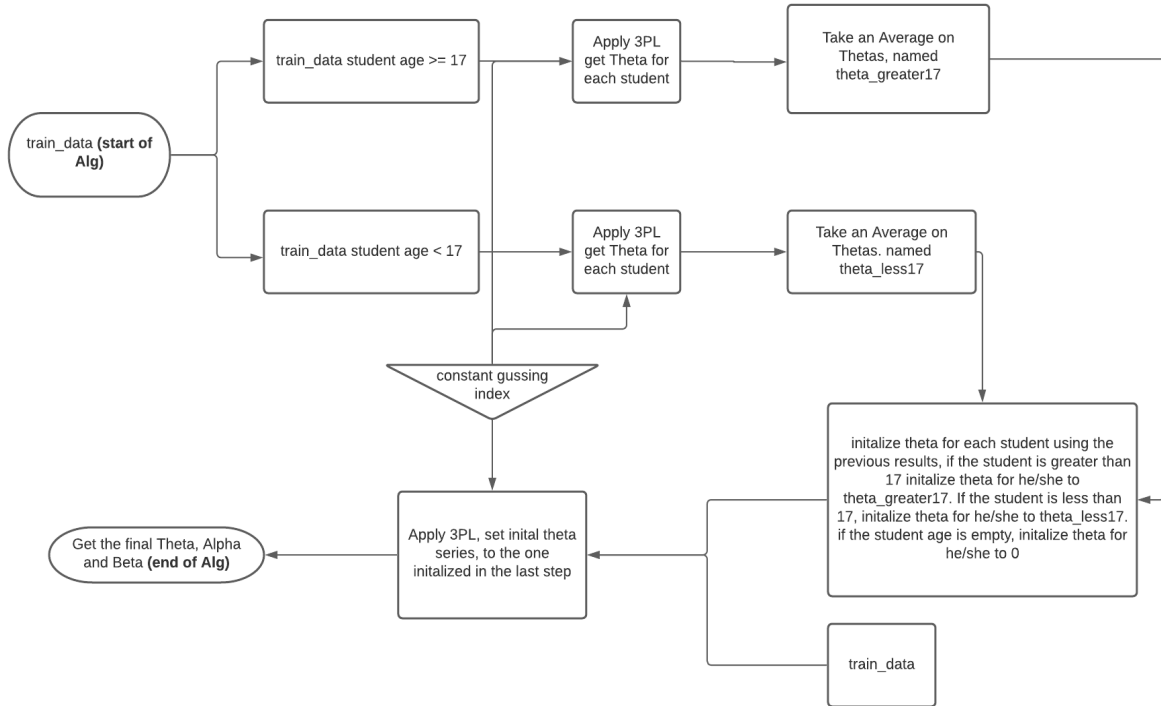 train_data student age >= 17
Apply 3PL
get Theta for
each student
Take an Average on
Thetas, named
theta_greater17
train_data (start of
Alg)
train_data student age < 17
Apply 3PL
get Theta for
each student
Take an Average on
Thetas. named
theta_less17
constant gussing
index
initalize theta for each student using the
previous results, if the student is greater than
17 initalize theta for he/she to
theta_greater17. If the student is less than
17, initalize theta for he/she to theta_less17.
if the student age is empty, initalize theta for
he/she to 0
Apply 3PL, set inital theta
series, to the one
initalized in the last step
Get the final Theta, Alpha
and Beta (end of Alg)
train_data